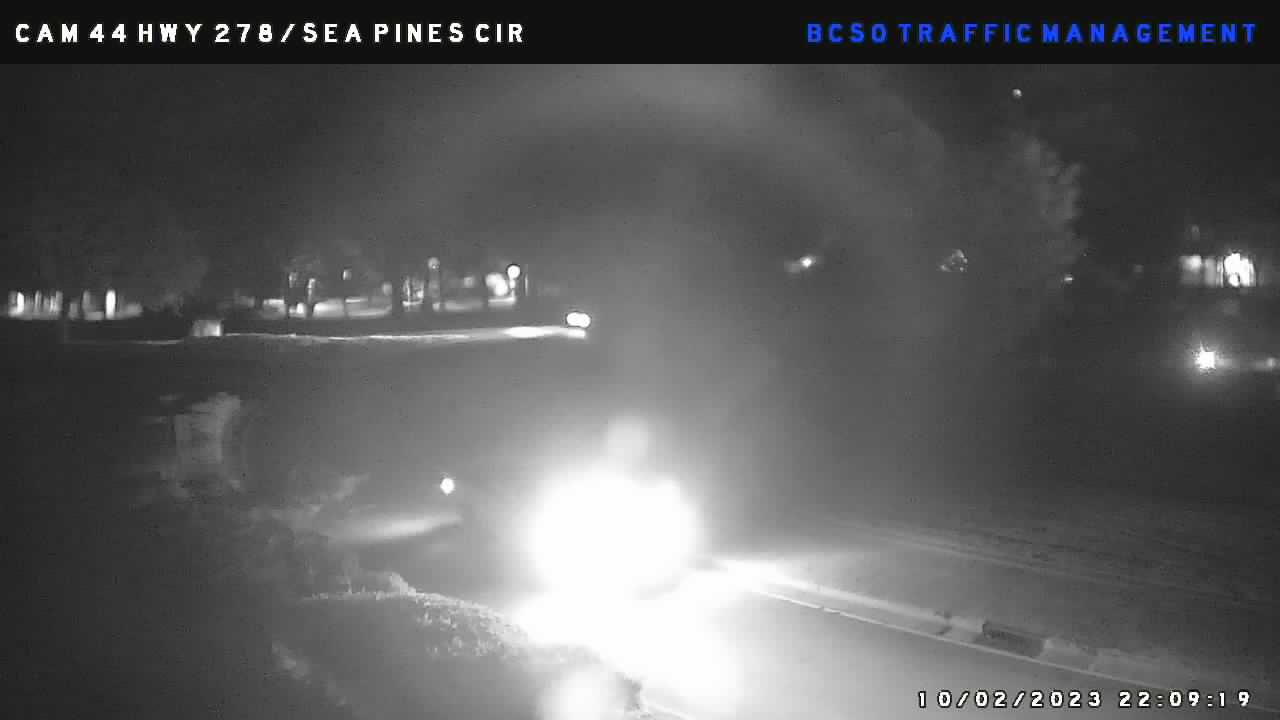 CAM 44 HWY 278/SEA PINES CIR
BCSO TRAFFIC MANAGEMENT
10/02/2023 22:09:19